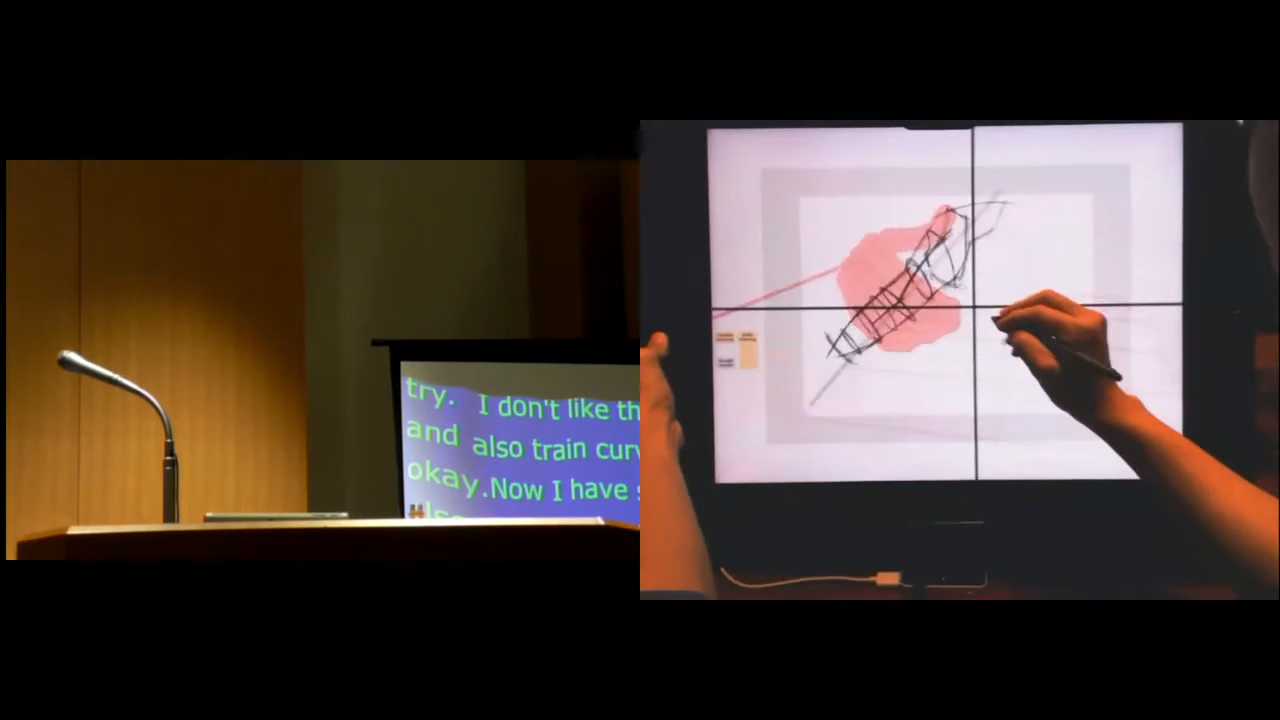 try. I don't like th
and also train cur
okay.Now I have